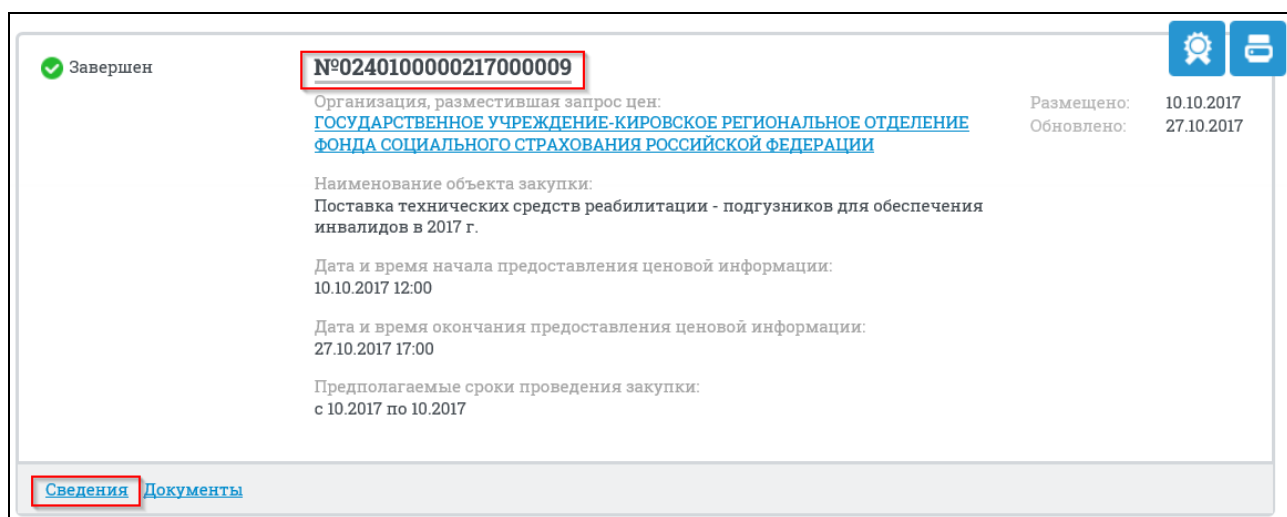 Завершен
№0240100000217000009
Организация, разместившая запрос цен:
ГОСУДАРСТВЕННОЕ УЧРЕЖДЕНИЕ-КИРОВСКОЕ РЕГИОНАЛЬНОЕ ОТДЕЛЕНИЕ
ФОНДА СОЦИАЛЬНОГО СТРАХОВАНИЯ РОССИЙСКОЙ ФЕДЕРАЦИИ
Размещено: 10.10.2017
Обновлено: 27.10.2017
Наименование объекта закупки:
Поставка технических средств реабилитации - подгузников для обеспечения
инвалидов в 2017 г.
Дата и время начала предоставления ценовой информации:
10.10.2017 12:00
Дата и время окончания предоставления ценовой информации:
27.10.2017 17:00
Предполагаемые сроки проведения закупки:
с 10.2017 по 10.2017
Сведения Документы